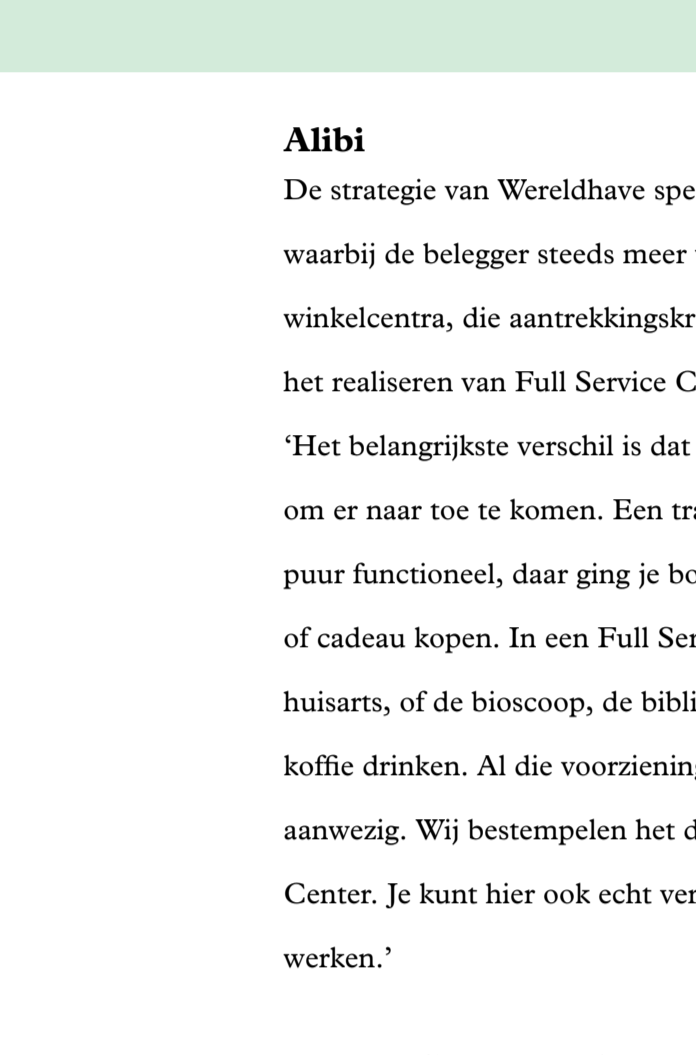 Alibi
De strategie van Wereldhave spe
waarbij de belegger steeds meer
winkelcentra, die aantrekkingskr
het realiseren van Full Service C
‘Het belangrijkste verschil is dat
om er naar toe te komen. Een tra
puur functioneel, daar ging je bo
of cadeau kopen. In een Full Ser
huisarts, of de bioscoop, de bibli
koffie drinken. Al die voorziening
aanwezig. Wij bestempelen het d
Center. Je kunt hier ook echt ver
werken.’